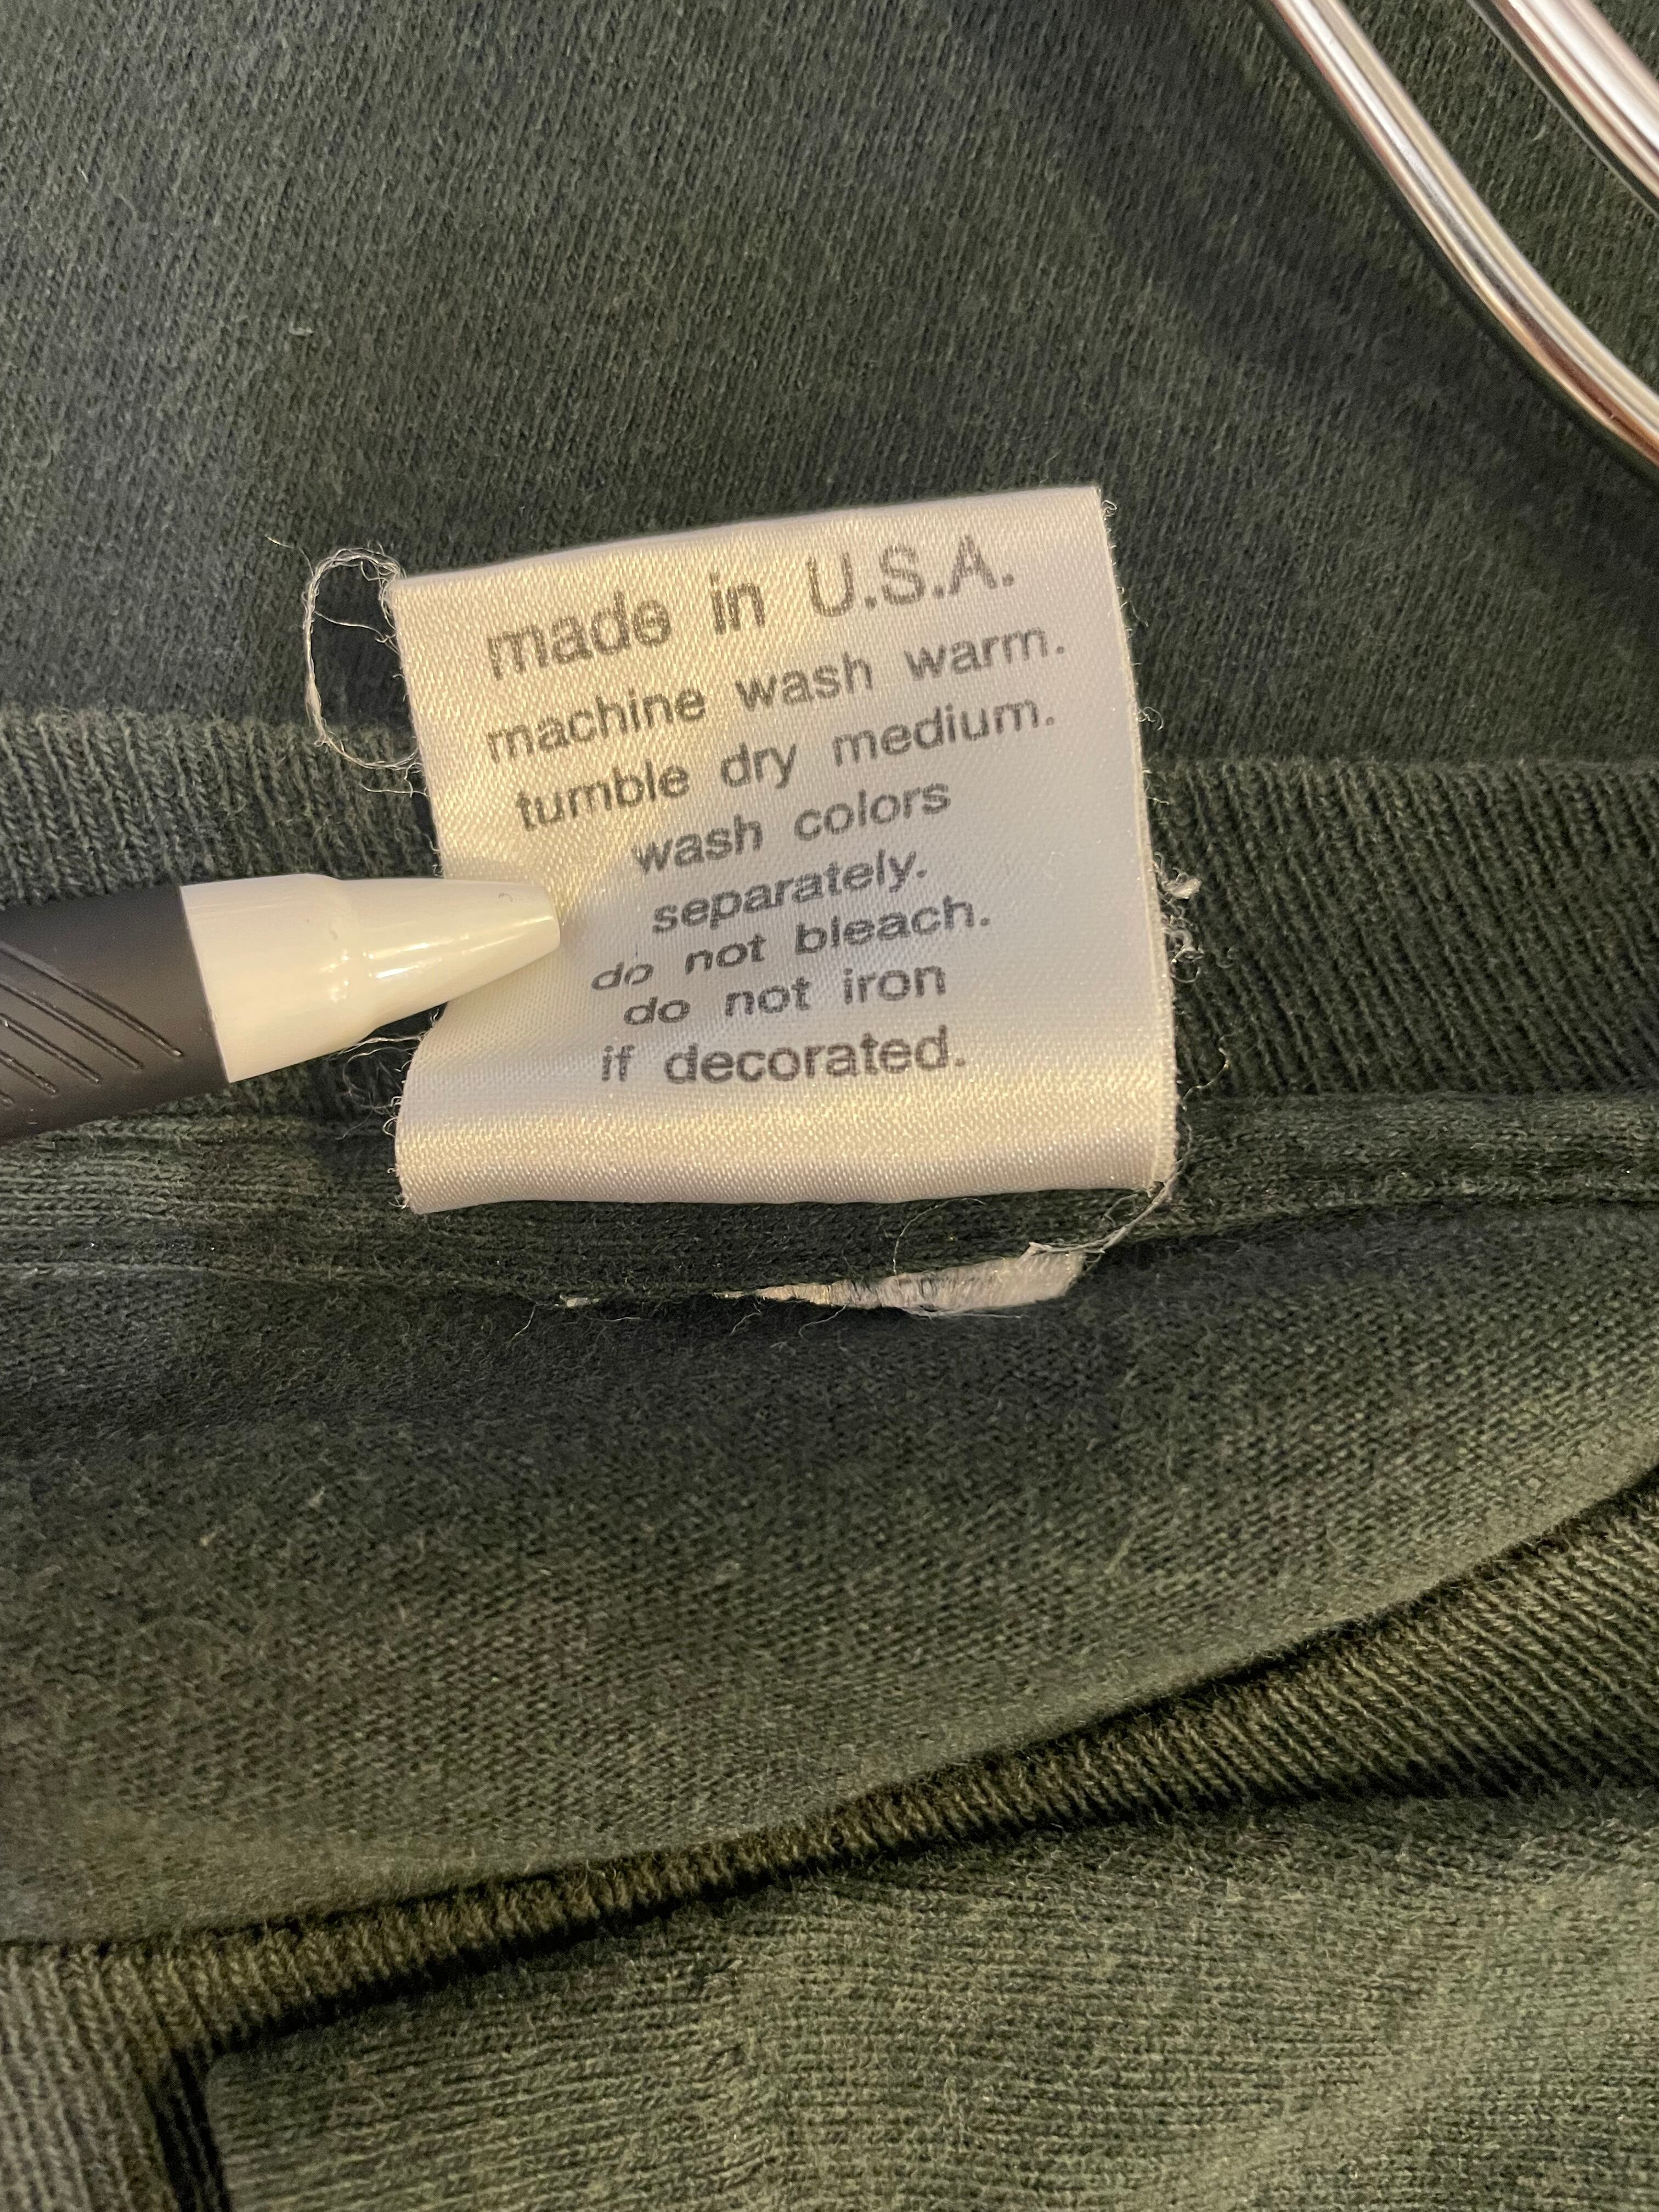 made in U.S.A.
machine wash warm.
tumble dry medium.
wash colors
separately.
do not bleach.
do not iron
if decorated.